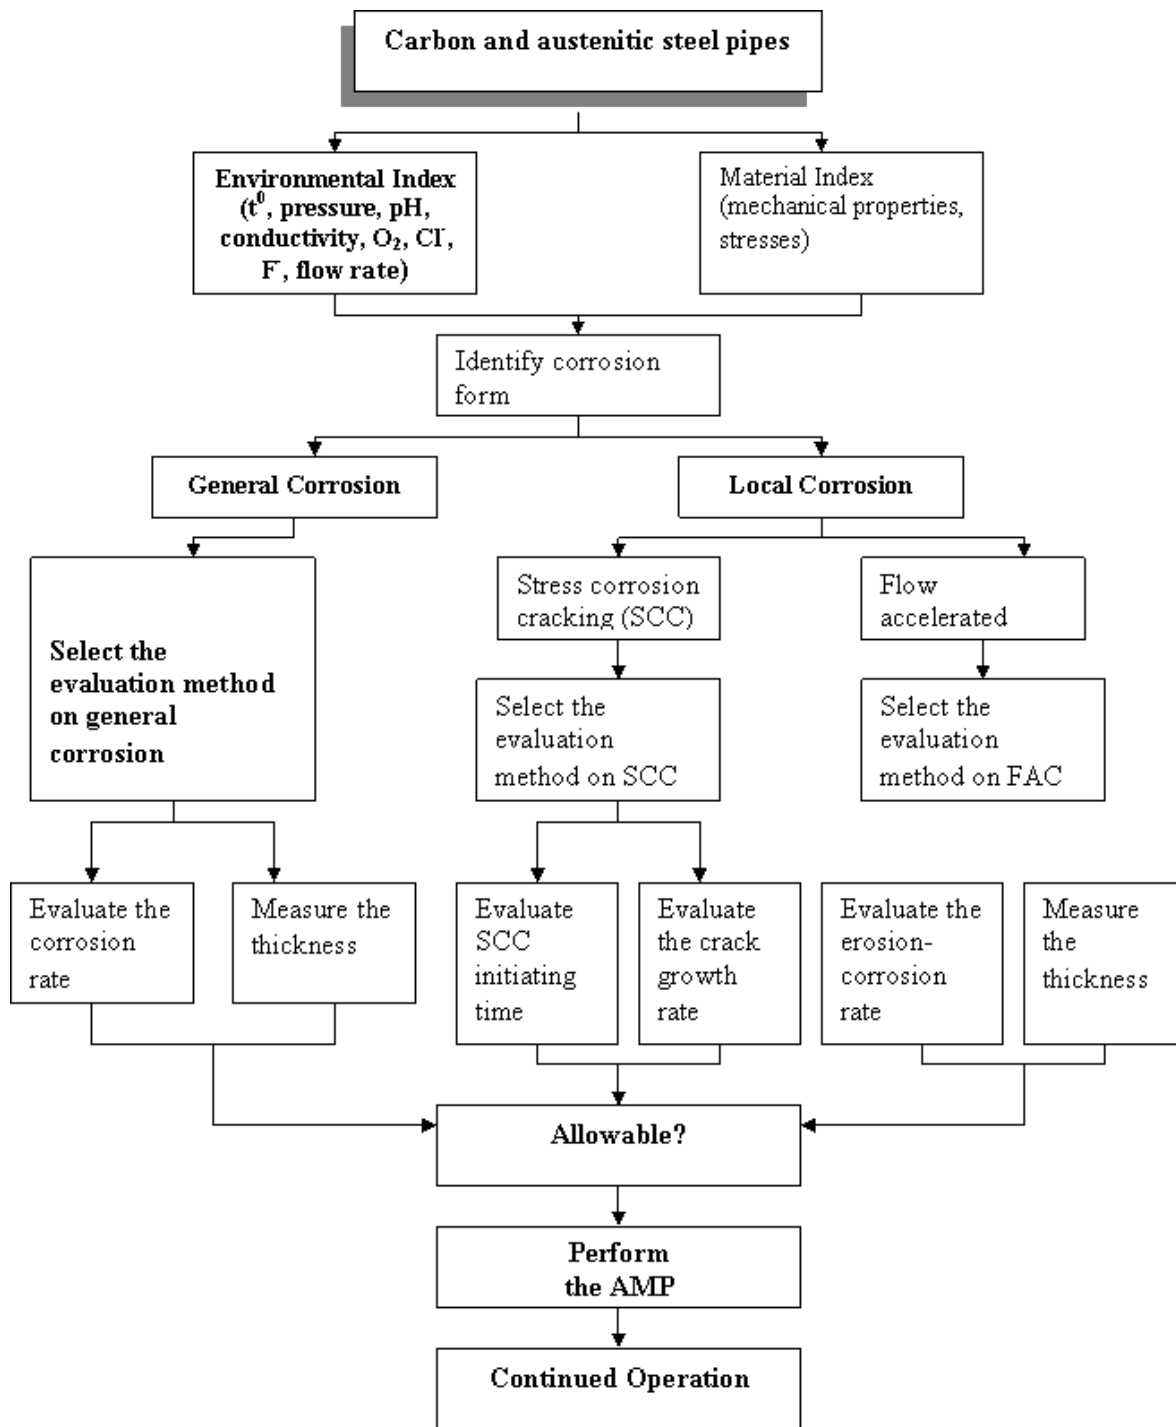 Carbon and austenitic steel pipes
Environmental Index
(t⁰, pressure, pH,
conductivity, O₂, Cl⁻,
F⁻, flow rate)
Material Index
(mechanical properties,
stresses)
Identify corrosion
form
General Corrosion
Local Corrosion
Select the
evaluation method
on general
corrosion
Stress corrosion
cracking (SCC)
Flow
accelerated
Select the
evaluation
method on SCC
Select the
evaluation
method on FAC
Evaluate the
corrosion
rate
Measure the
thickness
Evaluate
SCC
initiating
time
Evaluate
the crack
growth
rate
Evaluate the
erosion-
corrosion
rate
Measure
the
thickness
Allowable?
Perform
the AMP
Continued Operation